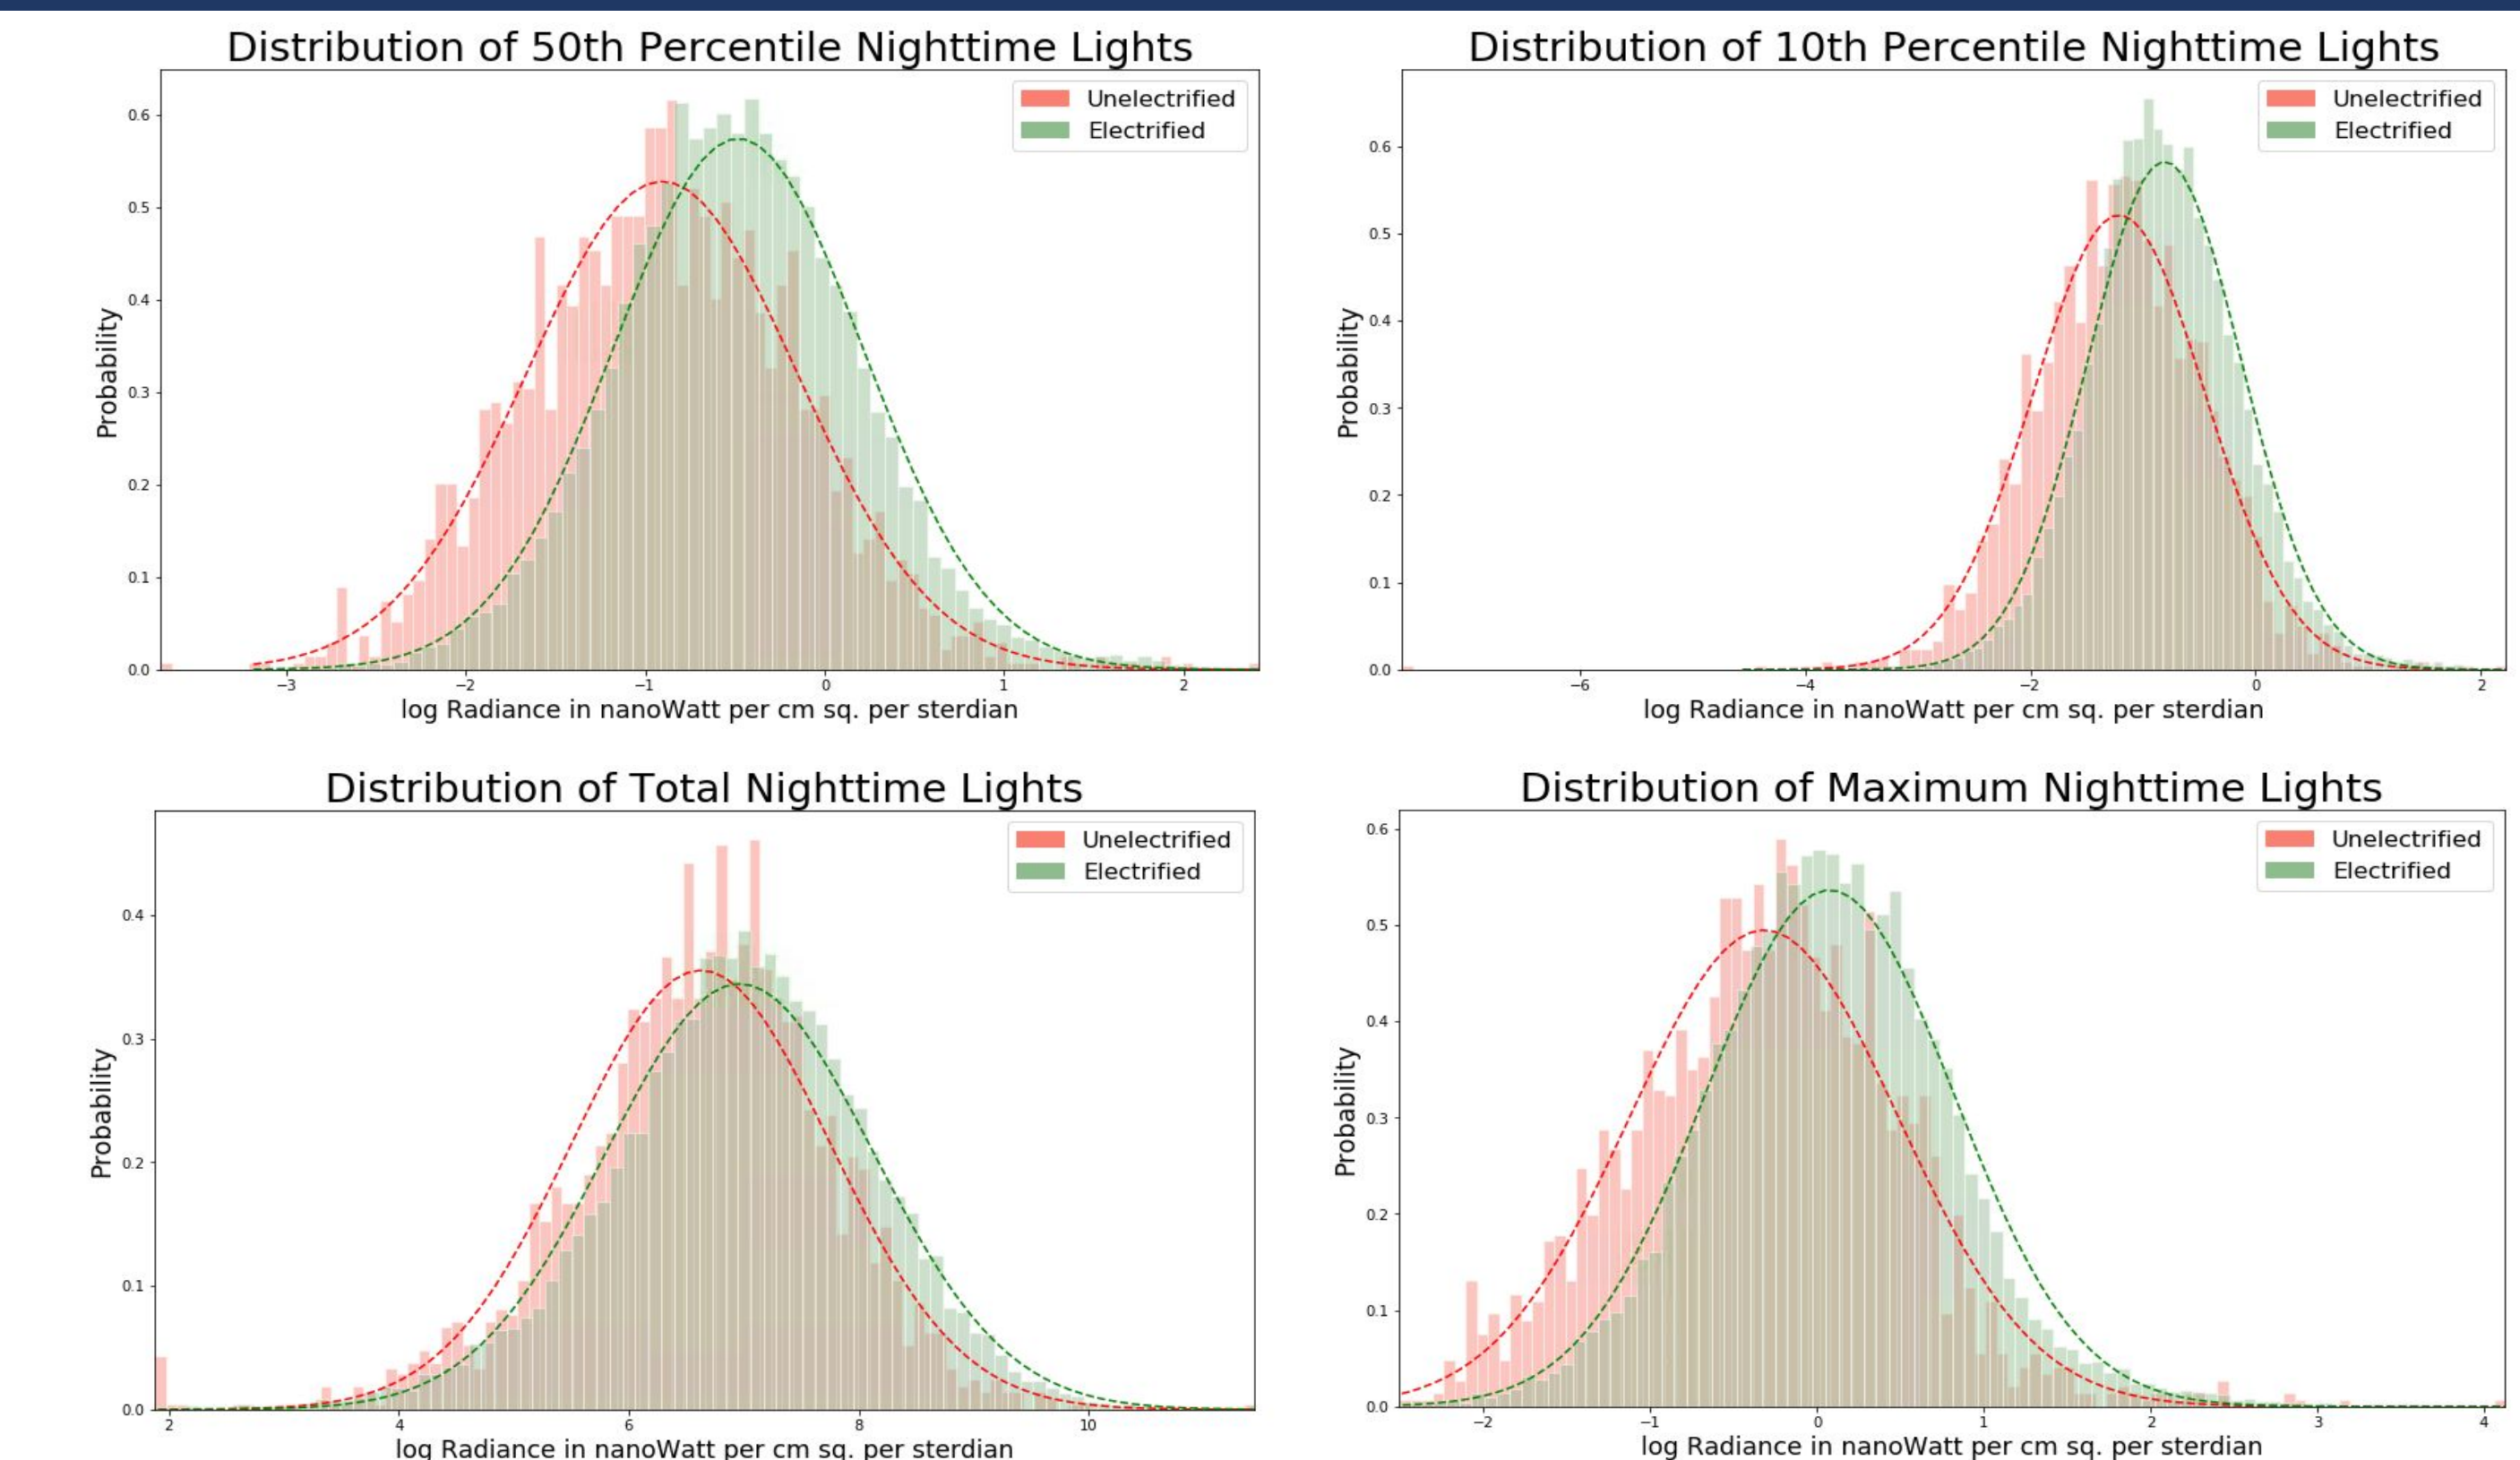 Distribution of 50th Percentile Nighttime Lights
Unelectrified
Electrified
0.6
0.5
0.4
0.3
0.2
0.1
0.0
Probability
−3 −2 −1 0 1 2
log Radiance in nanoWatt per cm sq. per sterdian
Distribution of 10th Percentile Nighttime Lights
Unelectrified
Electrified
0.6
0.5
0.4
0.3
0.2
0.1
0.0
Probability
−6 −4 −2 0 2
log Radiance in nanoWatt per cm sq. per sterdian
Distribution of Total Nighttime Lights
Unelectrified
Electrified
0.4
0.3
0.2
0.1
0.0
Probability
2 4 6 8 10
log Radiance in nanoWatt per cm sq. per sterdian
Distribution of Maximum Nighttime Lights
Unelectrified
Electrified
0.6
0.5
0.4
0.3
0.2
0.1
0.0
Probability
−2 −1 0 1 2 3 4
log Radiance in nanoWatt per cm sq. per sterdian